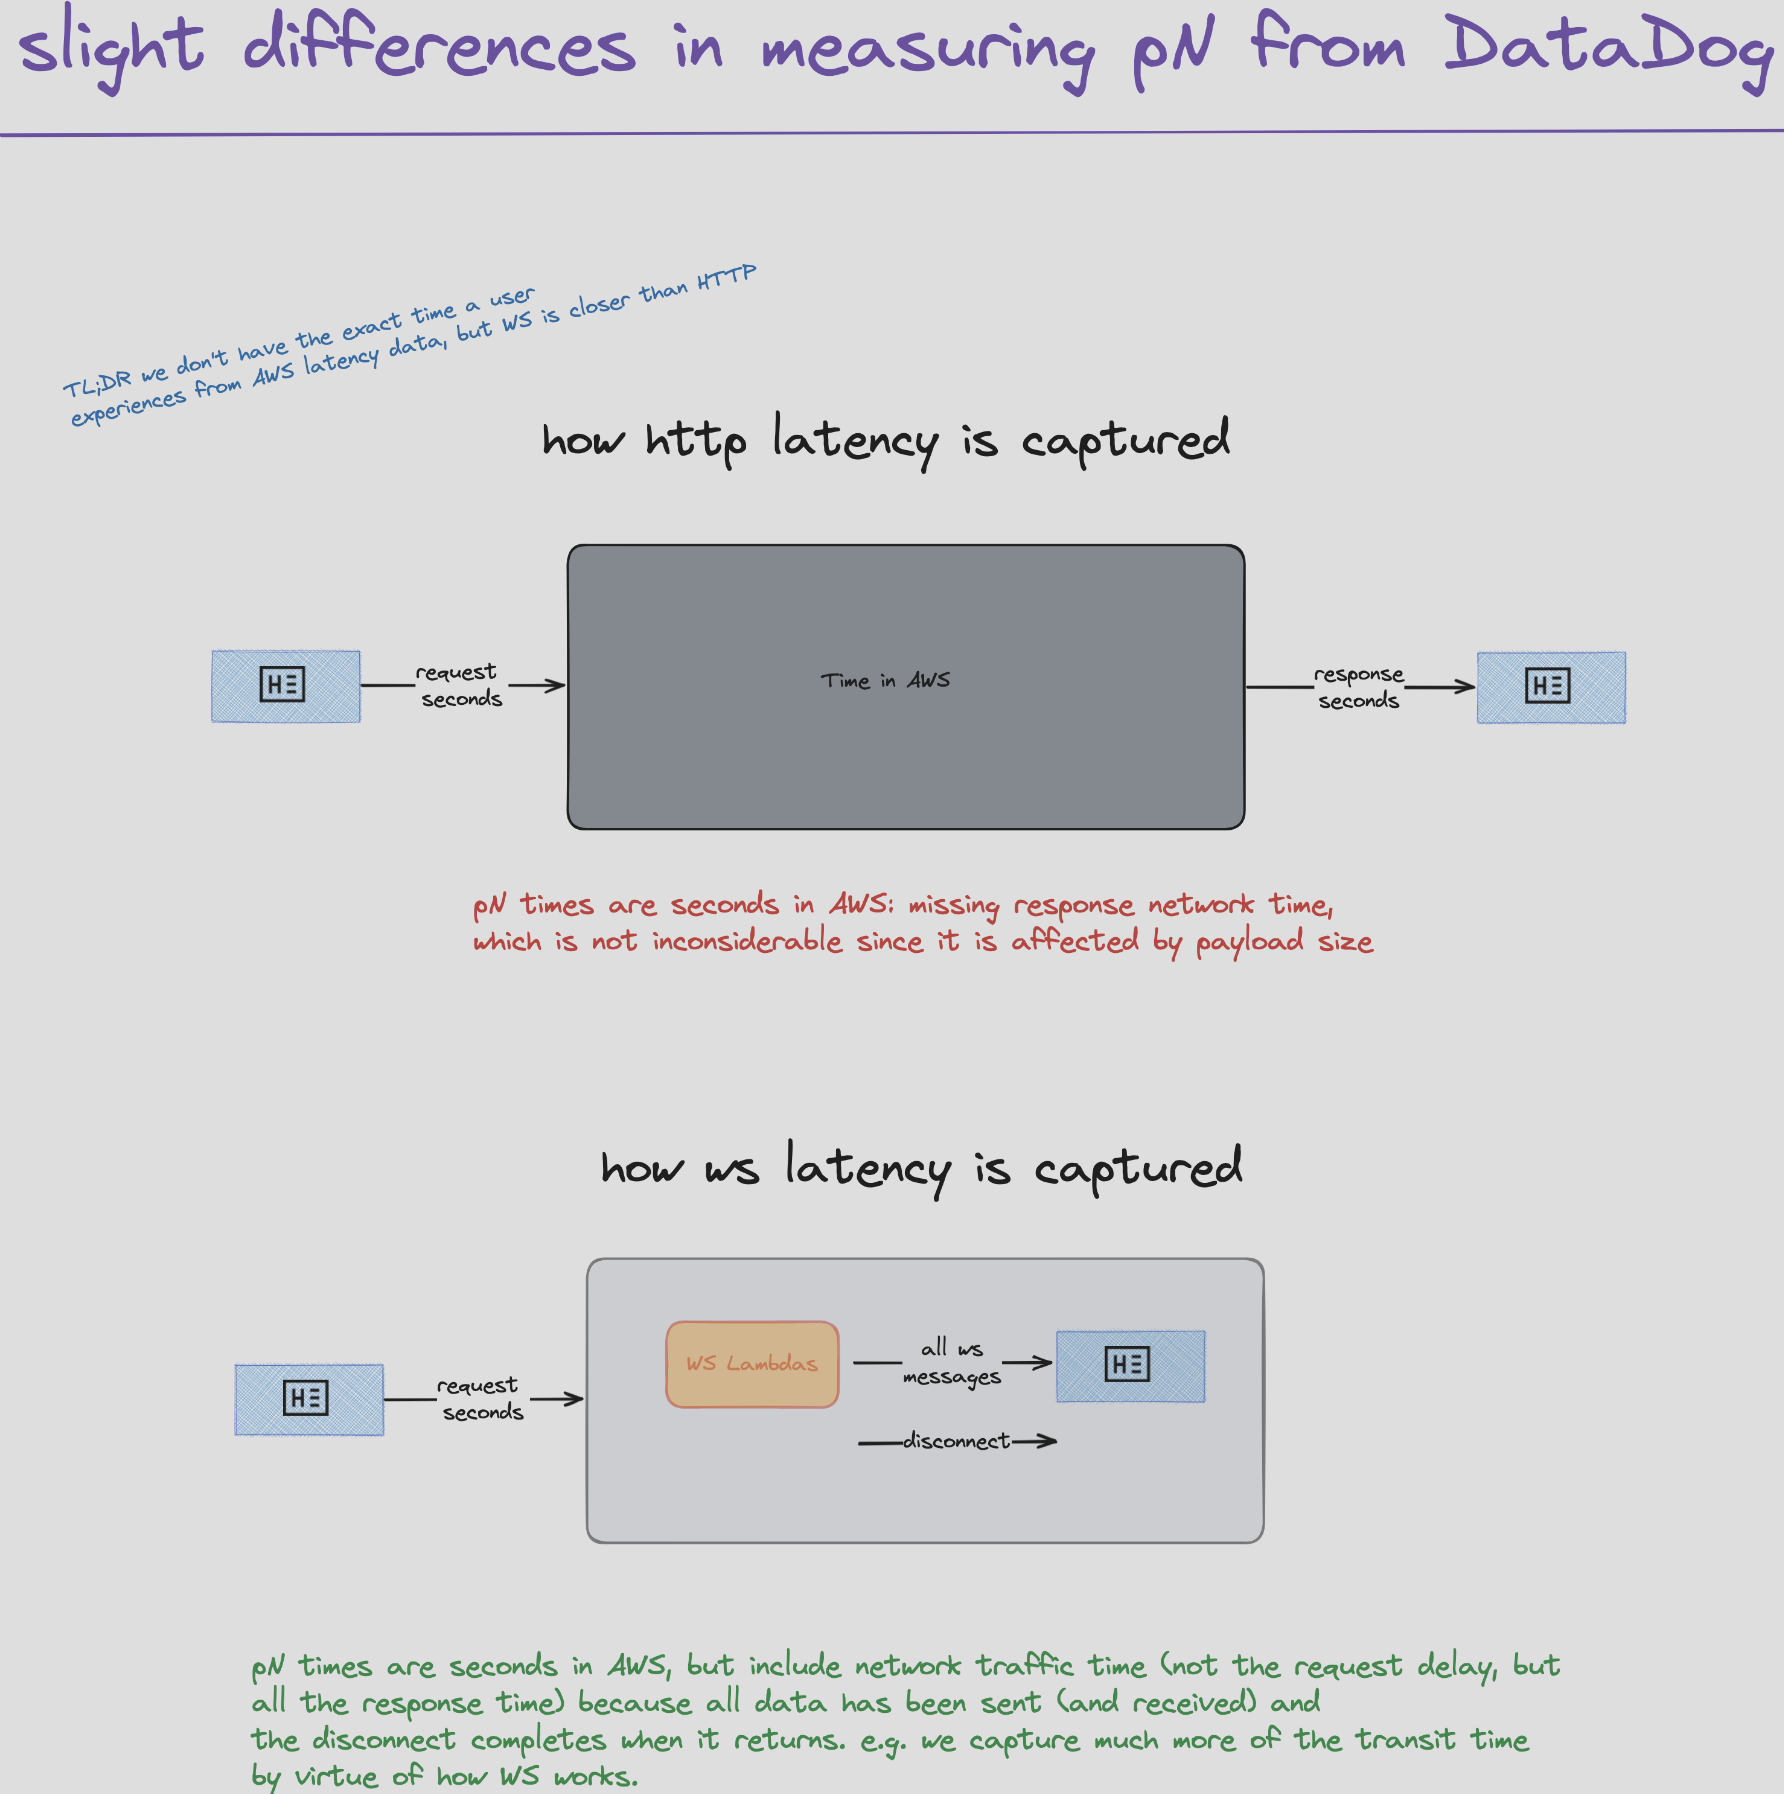 slight differences in measuring pN from DataDog
TL;DR we don't have the exact time a user
experiences from AWS latency data, but WS is closer than HTTP
how http latency is captured
HE
request
seconds
Time in AWS
response
seconds
HE
pN times are seconds in AWS: missing response network time,
which is not inconsiderable since it is affected by payload size
how ws latency is captured
HE
request
seconds
WS Lambdas
all ws
messages
HE
disconnect
pN times are seconds in AWS, but include network traffic time (not the request delay, but
all the response time) because all data has been sent (and received) and
the disconnect completes when it returns. e.g. we capture much more of the transit time
by virtue of how WS works.